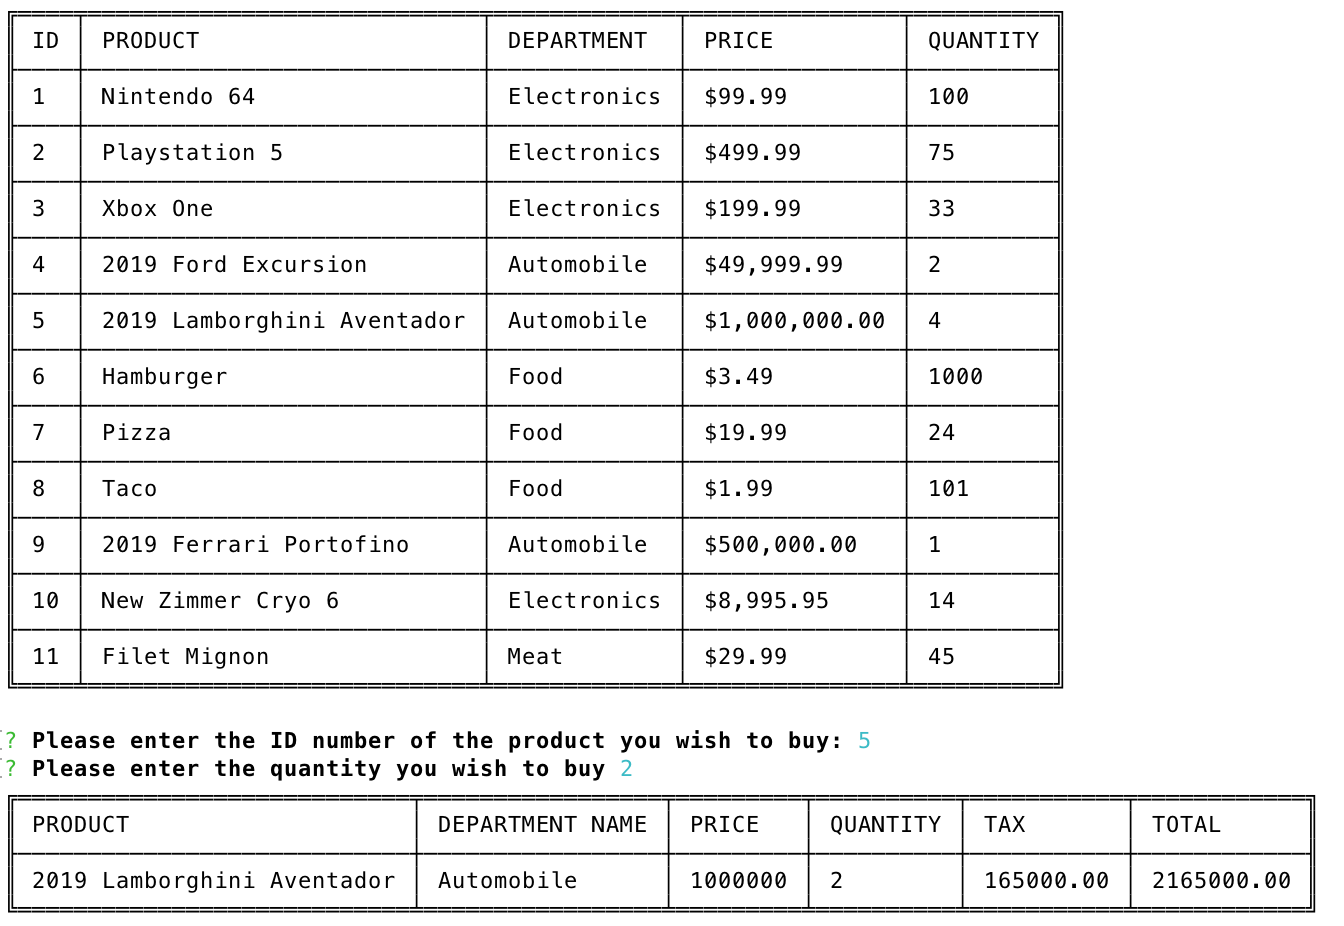 ID PRODUCT DEPARTMENT PRICE QUANTITY
1 Nintendo 64 Electronics $99.99 100
2 Playstation 5 Electronics $499.99 75
3 Xbox One Electronics $199.99 33
4 2019 Ford Excursion Automobile $49,999.99 2
5 2019 Lamborghini Aventador Automobile $1,000,000.00 4
6 Hamburger Food $3.49 1000
7 Pizza Food $19.99 24
8 Taco Food $1.99 101
9 2019 Ferrari Portofino Automobile $500,000.00 1
10 New Zimmer Cryo 6 Electronics $8,995.95 14
11 Filet Mignon Meat $29.99 45
? Please enter the ID number of the product you wish to buy: 5
? Please enter the quantity you wish to buy 2
PRODUCT DEPARTMENT NAME PRICE QUANTITY TAX TOTAL
2019 Lamborghini Aventador Automobile 1000000 2 165000.00 2165000.00